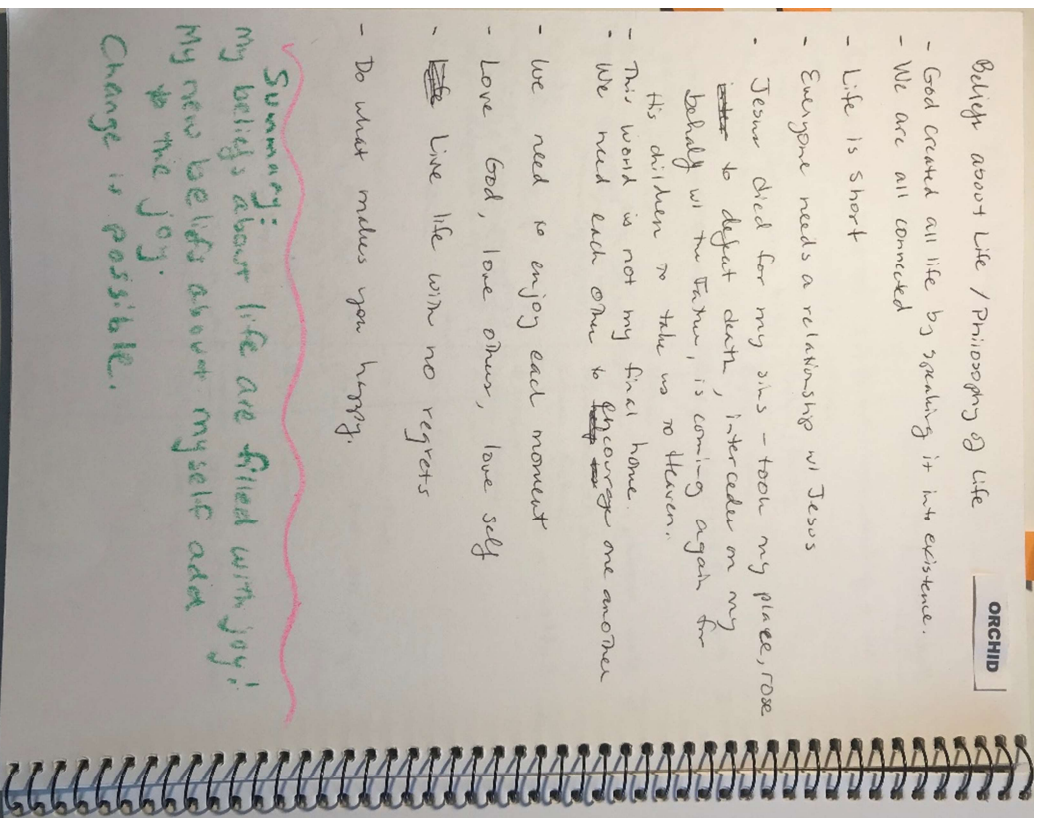 Beliefs about Life / Philosophy of Life
ORCHID
- God created all life by speaking it into existence.
- We are all connected
- Life is short
- Everyone needs a relationship w/ Jesus
- Jesus died for my sins - took my place, rose
to defeat death, interceder on my
behalf w/ the Father, is coming again for
His children to take us to Heaven.
- This world is not my final home.
- We need each other to encourage one another
- We need to enjoy each moment
- Love God, love others, love self
- Live life with no regrets
- Do what makes you happy.
Summary:
My beliefs about life are filled with joy!
My new beliefs about myself add
to the joy.
Change is possible.